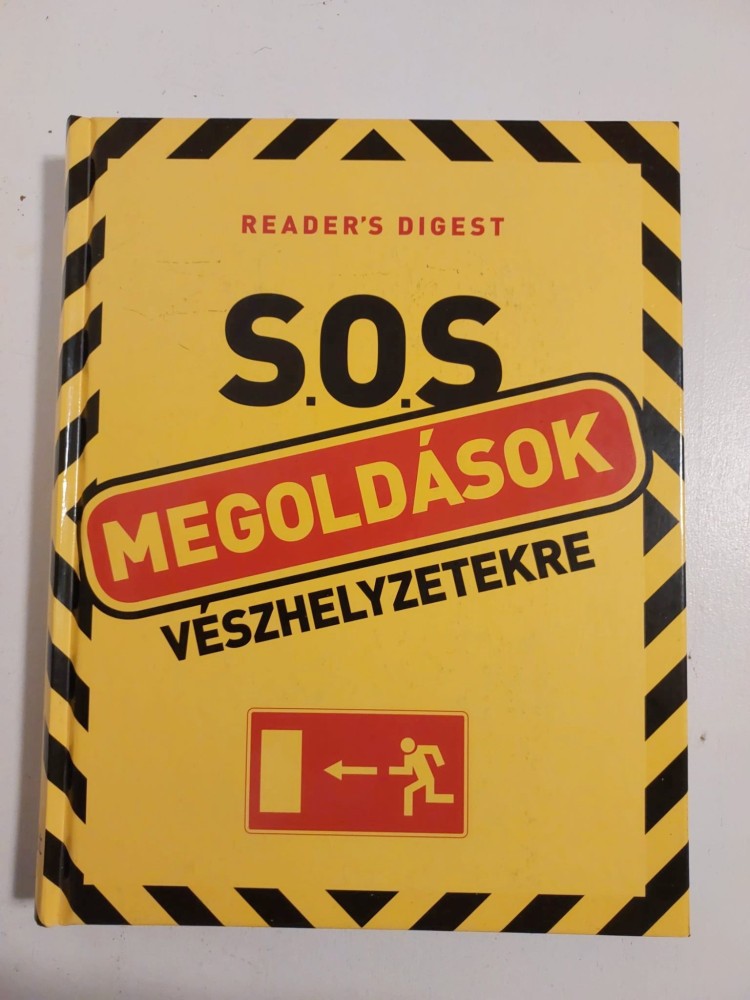 READER'S DIGEST
S.O.S
MEGOLDÁSOK
VÉSZHELYZETEKRE